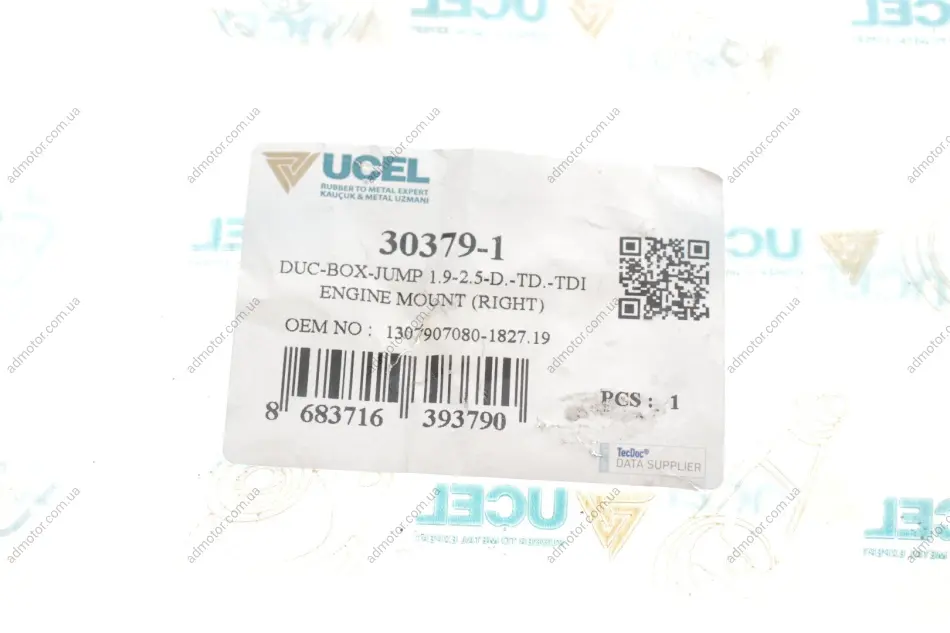 UCEL
RUBBER TO METAL EXPERT
KAUÇUK & METAL UZMANI
30379-1
DUC-BOX-JUMP 1.9-2.5-D.-TD.-TDI
ENGINE MOUNT (RIGHT)
OEM NO : 1307907080-1827.19
8 683716 393790
PCS : 1
TecDoc®
DATA SUPPLIER
UCEL
UCEL
UCEL
admotor.com.ua